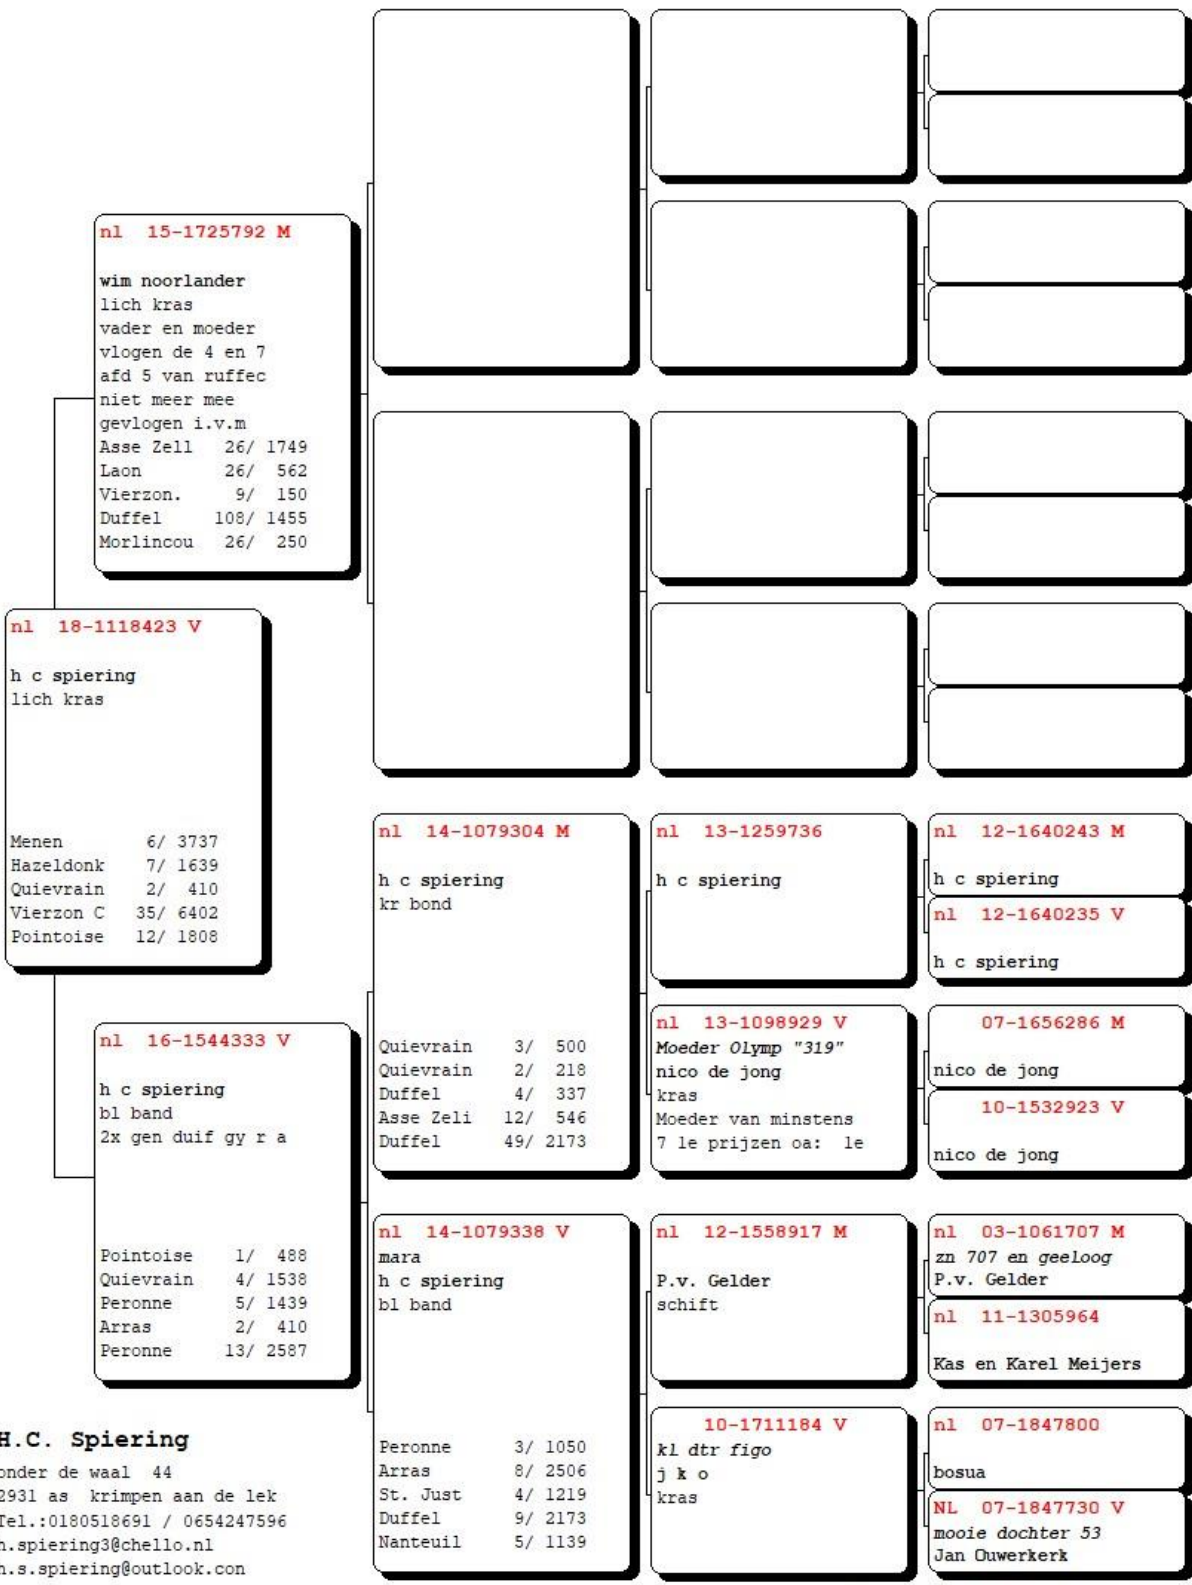 nl 15-1725792 M
wim noorlander
lich kras
vader en moeder
vlogen de 4 en 7
afd 5 van ruffec
niet meer mee
gevlogen i.v.m
Asse Zell 26/ 1749
Laon 26/ 562
Vierzon. 9/ 150
Duffel 108/ 1455
Morlincou 26/ 250
nl 18-1118423 V
h c spiering
lich kras
Menen 6/ 3737
Hazeldonk 7/ 1639
Quievrain 2/ 410
Vierzon C 35/ 6402
Pointoise 12/ 1808
nl 16-1544333 V
h c spiering
bl band
2x gen duif gy r a
Pointoise 1/ 488
Quievrain 4/ 1538
Peronne 5/ 1439
Arras 2/ 410
Peronne 13/ 2587
nl 14-1079304 M
h c spiering
kr bond
Quievrain 3/ 500
Quievrain 2/ 218
Duffel 4/ 337
Asse Zeli 12/ 546
Duffel 49/ 2173
nl 14-1079338 V
mara
h c spiering
bl band
Peronne 3/ 1050
Arras 8/ 2506
St. Just 4/ 1219
Duffel 9/ 2173
Nanteuil 5/ 1139
nl 13-1259736
h c spiering
nl 13-1098929 V
Moeder Olymp "319"
nico de jong
kras
Moeder van minstens
7 1e prijzen oa: 1e
nl 12-1558917 M
P.v. Gelder
schift
10-1711184 V
kl dtr figo
j k o
kras
nl 12-1640243 M
h c spiering
nl 12-1640235 V
h c spiering
07-1656286 M
nico de jong
10-1532923 V
nico de jong
nl 03-1061707 M
zn 707 en geeloog
P.v. Gelder
nl 11-1305964
Kas en Karel Meijers
nl 07-1847800
bosua
NL 07-1847730 V
mooie dochter 53
Jan Ouwerkerk
H.C. Spiering
onder de waal 44
2931 as krimpen aan de lek
Tel.:0180518691 / 0654247596
h.spiering3@chello.nl
h.s.spiering@outlook.con